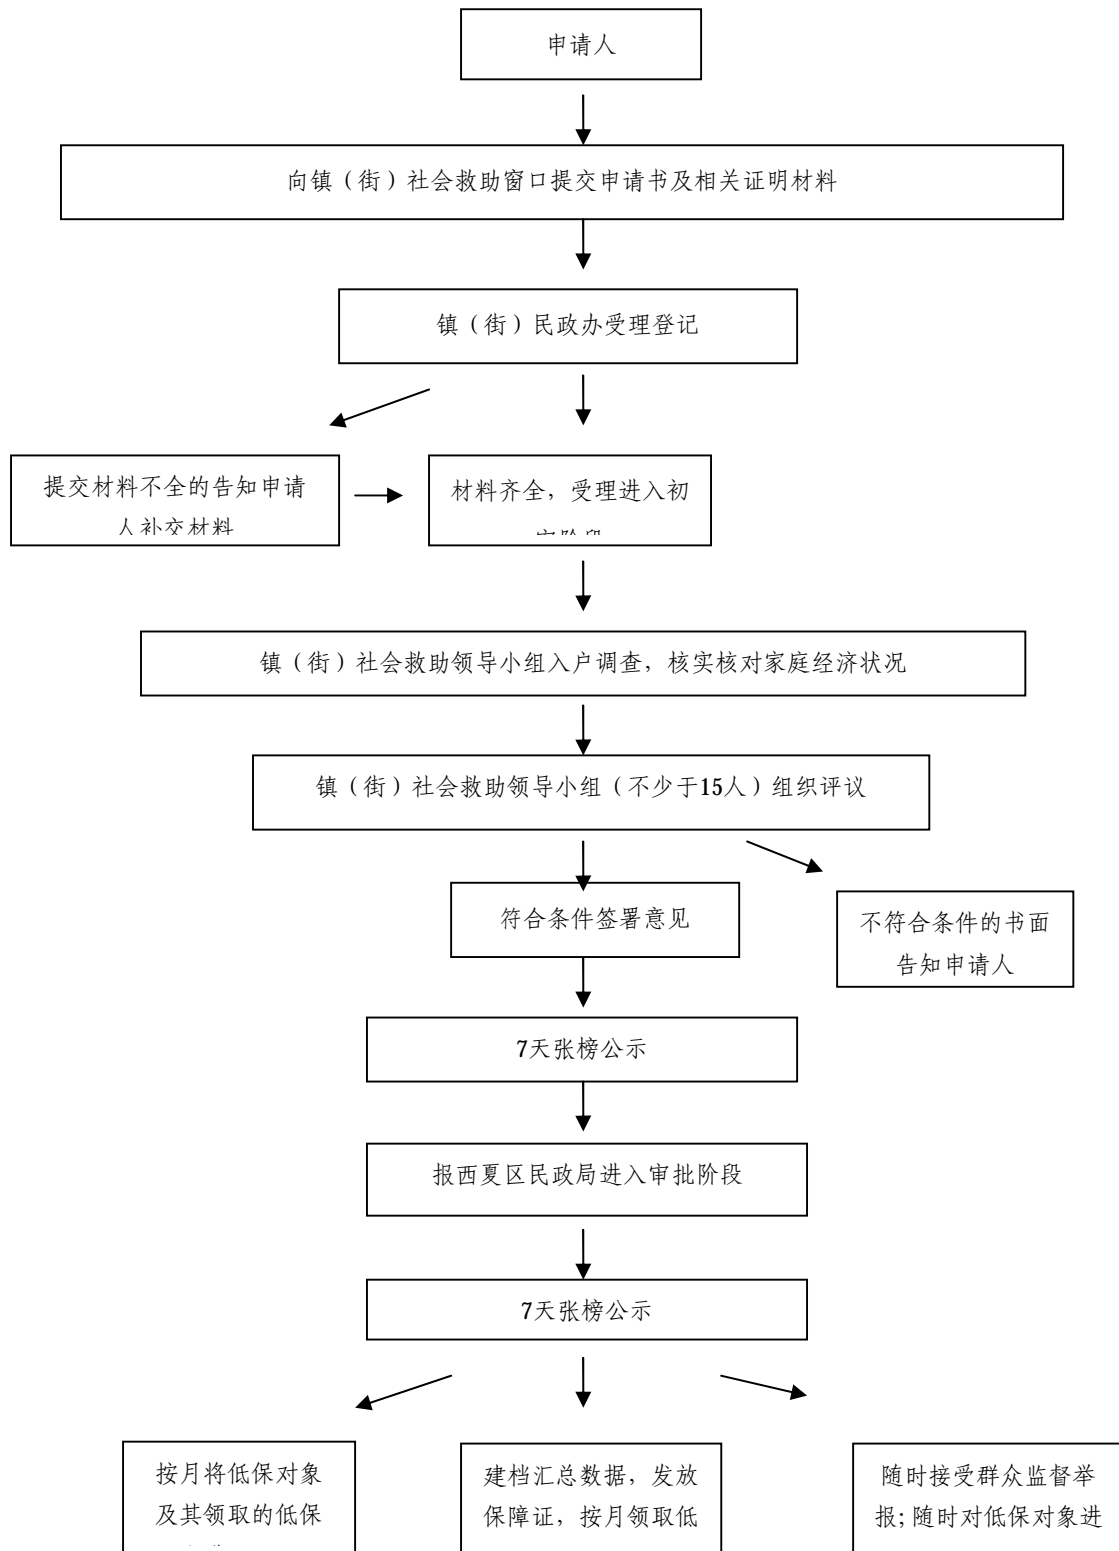 申请人
向镇（街）社会救助窗口提交申请书及相关证明材料
镇（街）民政办受理登记
提交材料不全的告知申请
人补交材料
材料齐全，受理进入初
镇（街）社会救助领导小组入户调查，核实核对家庭经济状况
镇（街）社会救助领导小组（不少于15人）组织评议
符合条件签署意见
不符合条件的书面
告知申请人
7天张榜公示
报西夏区民政局进入审批阶段
7天张榜公示
按月将低保对象
及其领取的低保
建档汇总数据，发放
保障证，按月领取低
随时接受群众监督举
报；随时对低保对象进